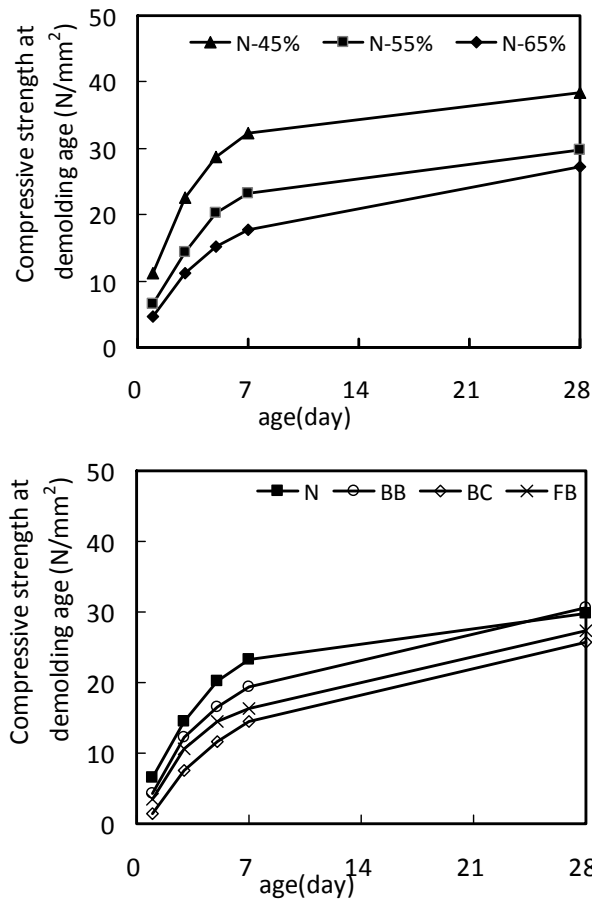 50
N-45% N-55% N-65%
40
30
20
10
0
Compressive strength at
demolding age (N/mm²)
0 7 14 21 28
age(day)
50
N BB BC FB
40
30
20
10
0
Compressive strength at
demolding age (N/mm²)
0 7 14 21 28
age(day)